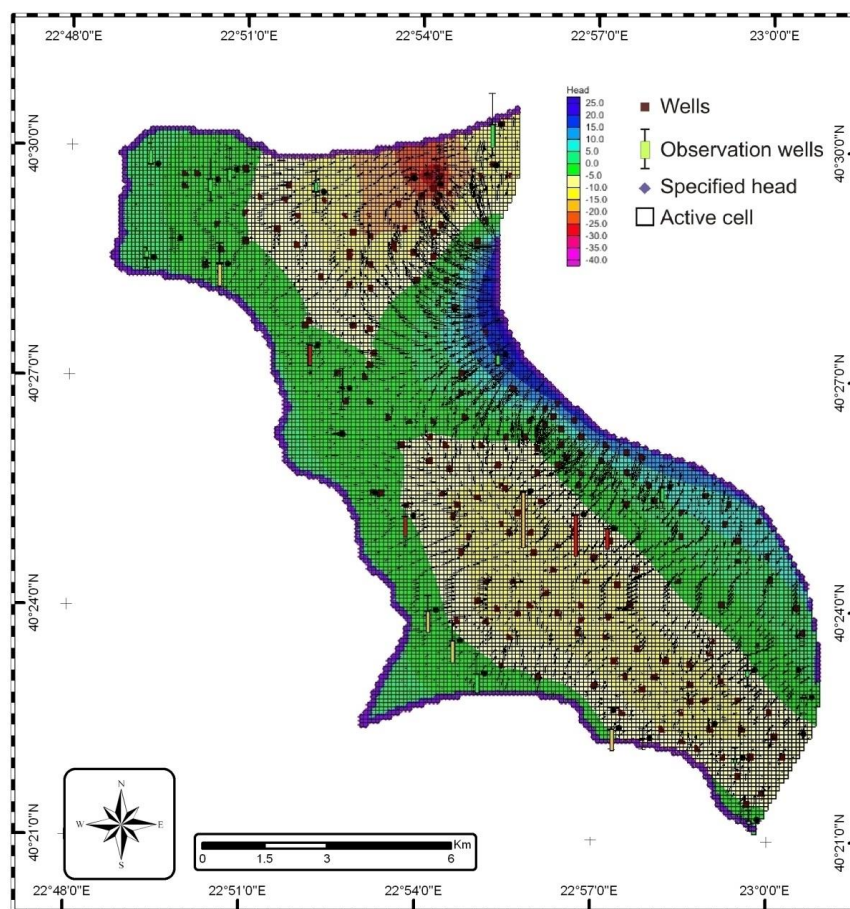 22°48'0"E 22°51'0"E 22°54'0"E 22°57'0"E 23°0'0"E
40°30'0"N 40°30'0"N
Head
25.0
20.0
15.0
10.0
5.0
0.0
-5.0
-10.0
-15.0
-20.0
-25.0
-30.0
-35.0
-40.0
Wells
Observation wells
Specified head
Active cell
40°27'0"N 40°27'0"N
40°24'0"N 40°24'0"N
40°21'0"N 40°21'0"N
N
W E
S
Km
0 1.5 3 6
22°48'0"E 22°51'0"E 22°54'0"E 22°57'0"E 23°0'0"E